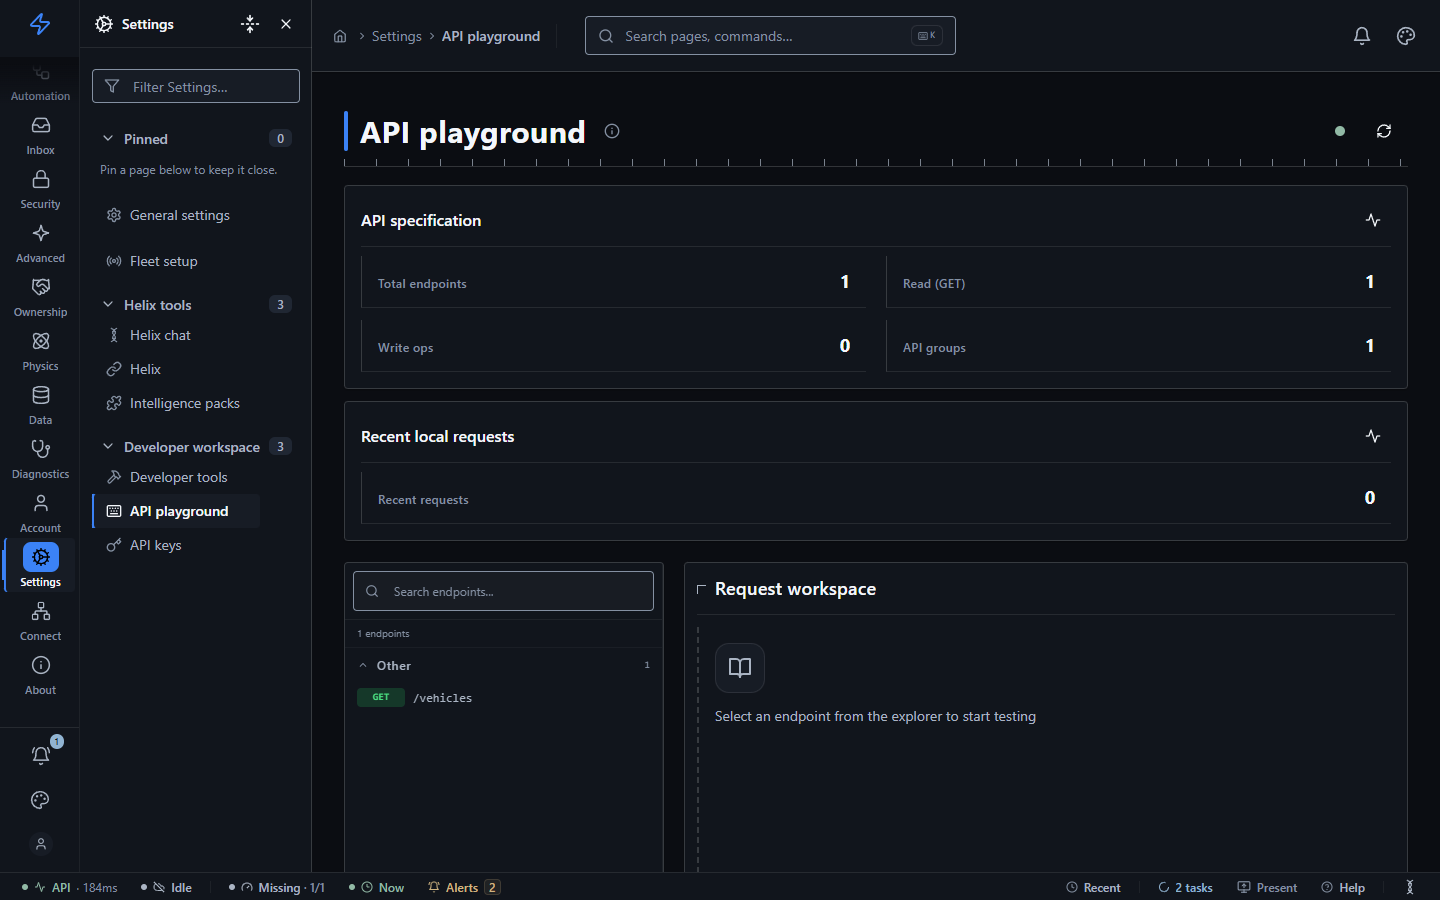 Settings
Settings
API playground
Search pages, commands...
K
Automation
Inbox
Security
Advanced
Ownership
Physics
Data
Diagnostics
Account
Settings
Connect
About
1
Filter Settings...
Pinned
0
Pin a page below to keep it close.
General settings
Fleet setup
Helix tools
3
Helix chat
Helix
Intelligence packs
Developer workspace
3
Developer tools
API playground
API keys
API playground
API specification
Total endpoints
1
Read (GET)
1
Write ops
0
API groups
1
Recent local requests
Recent requests
0
Search endpoints...
1 endpoints
Other
1
GET
/vehicles
Request workspace
Select an endpoint from the explorer to start testing
API · 184ms
Idle
Missing · 1/1
Now
Alerts 2
Recent
2 tasks
Present
Help